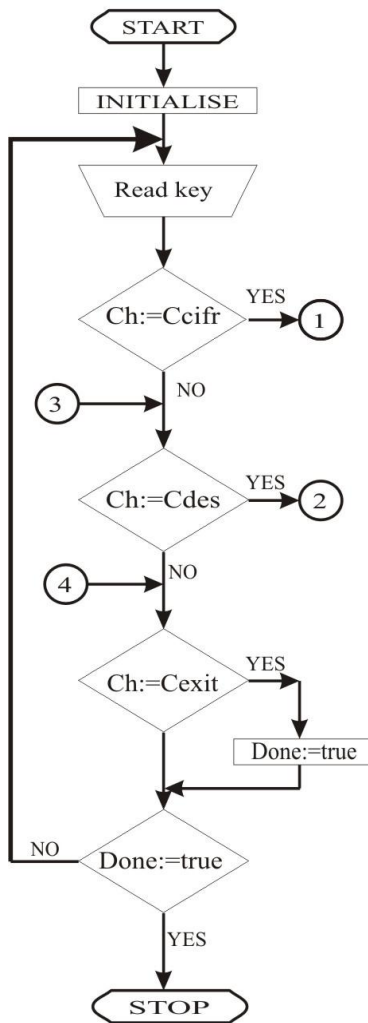 START
INITIALISE
Read key
Ch:=Ccifr
YES
1
NO
3
Ch:=Cdes
YES
2
NO
4
Ch:=Cexit
YES
Done:=true
Done:=true
NO
YES
STOP